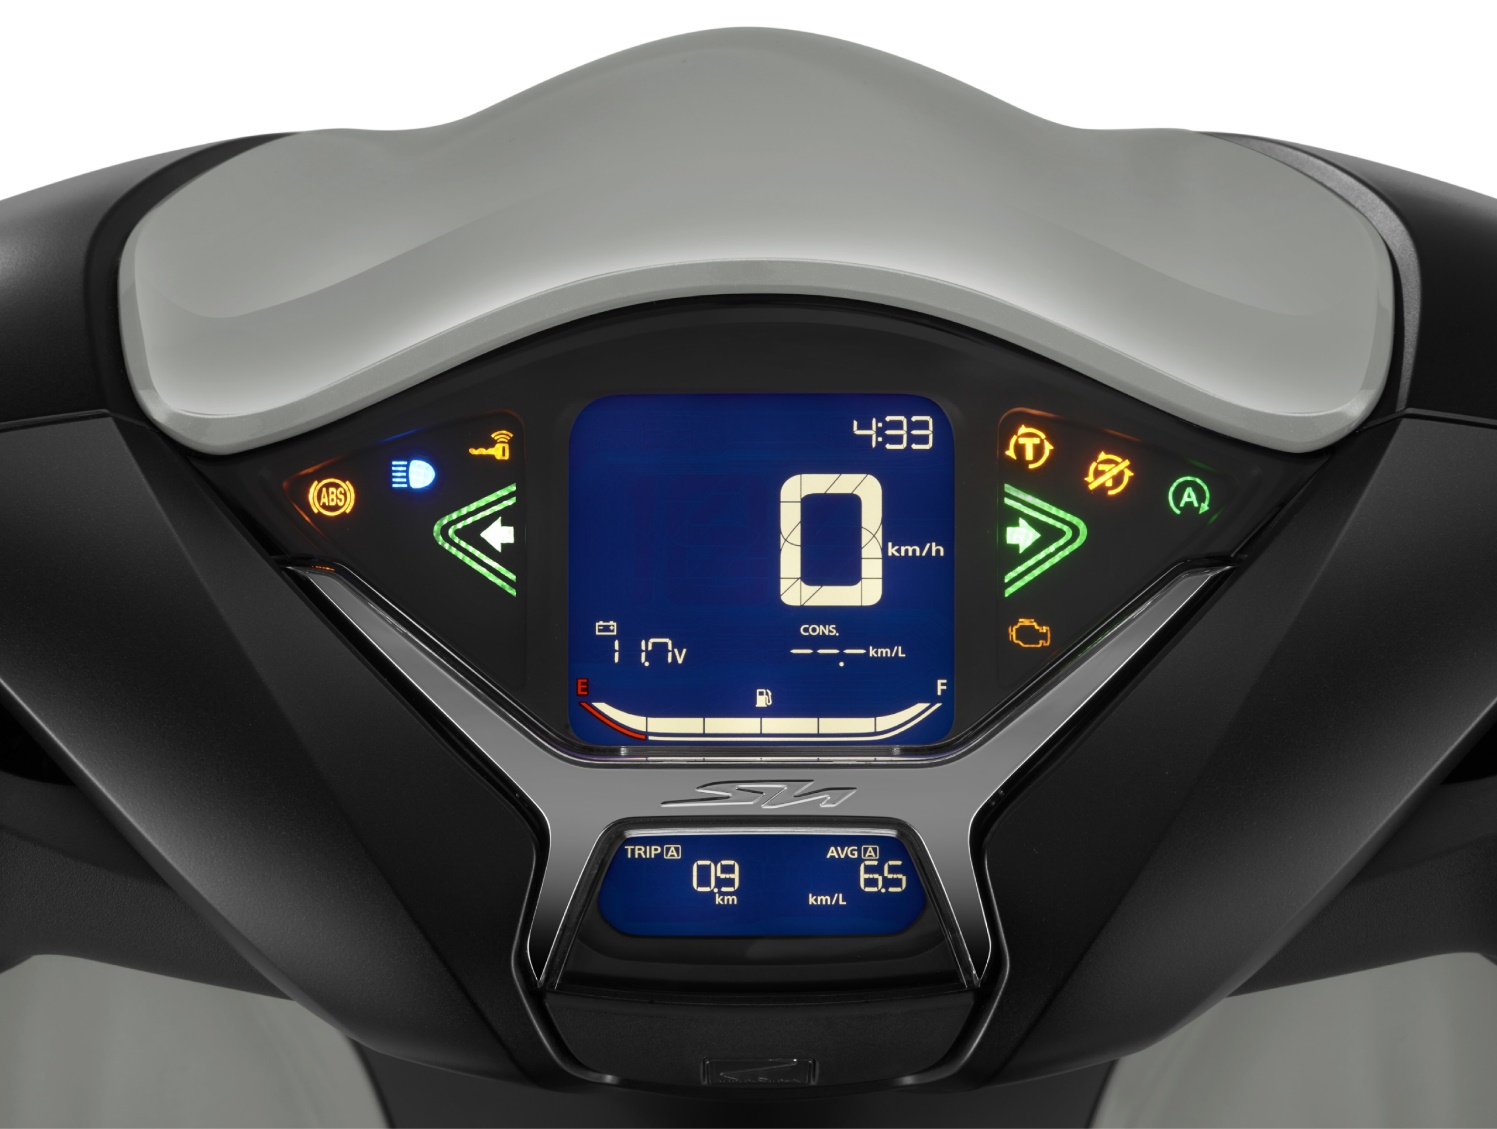 4:33
ABS
T
T
A
0 km/h
CONS.
11.7V
---.- km/L
E
F
SH
TRIP A
AVG A
0.9
6.5
km
km/L